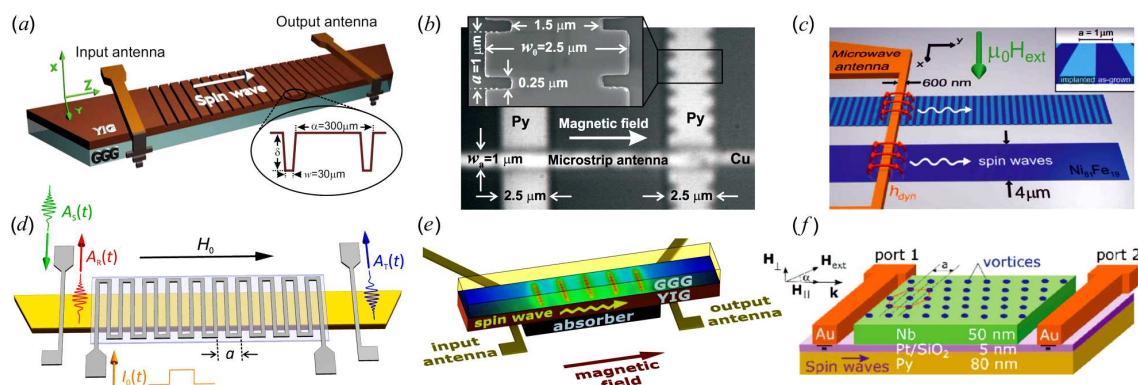 (a)
Input antenna
Output antenna
X
Z
Y
Spin wave
YIG
GGG
α=300μm
δ
w=30μm
(b)
1.5 μm
w₀=2.5 μm
a=1 μm
0.25 μm
Py
Magnetic field
Py
wₐ=1 μm
Microstrip antenna
Cu
2.5 μm
2.5 μm
(c)
Microwave
antenna
y
x
μ₀Hext
a = 1μm
implanted
as-grown
600 nm
spin waves
spin waves
Ni₈₁Fe₁₉
hdyn
4μm
(d)
AS(t)
AR(t)
H₀
AT(t)
a
I₀(t)
(e)
GGG
YIG
spin wave
absorber
input
antenna
output
antenna
magnetic
field
(f)
H⊥
Hext
α
H||
k
port 1
a
vortices
port 2
Au
Nb 50 nm
Au
Pt/SiO₂ 5 nm
Spin waves
Py 80 nm